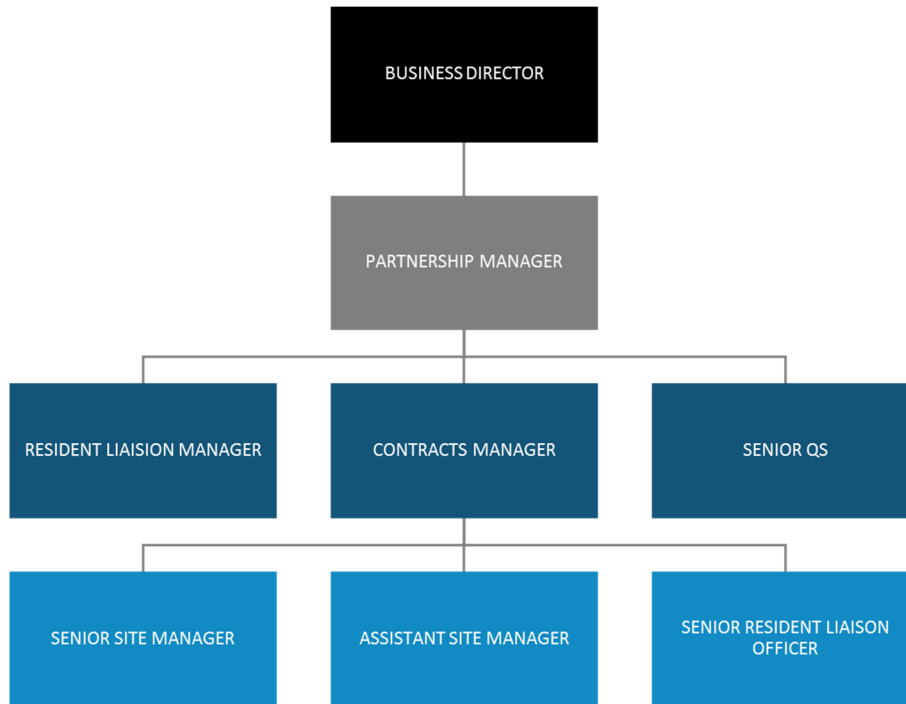 BUSINESS DIRECTOR
PARTNERSHIP MANAGER
RESIDENT LIAISION MANAGER
CONTRACTS MANAGER
SENIOR QS
SENIOR SITE MANAGER
ASSISTANT SITE MANAGER
SENIOR RESIDENT LIAISON
OFFICER